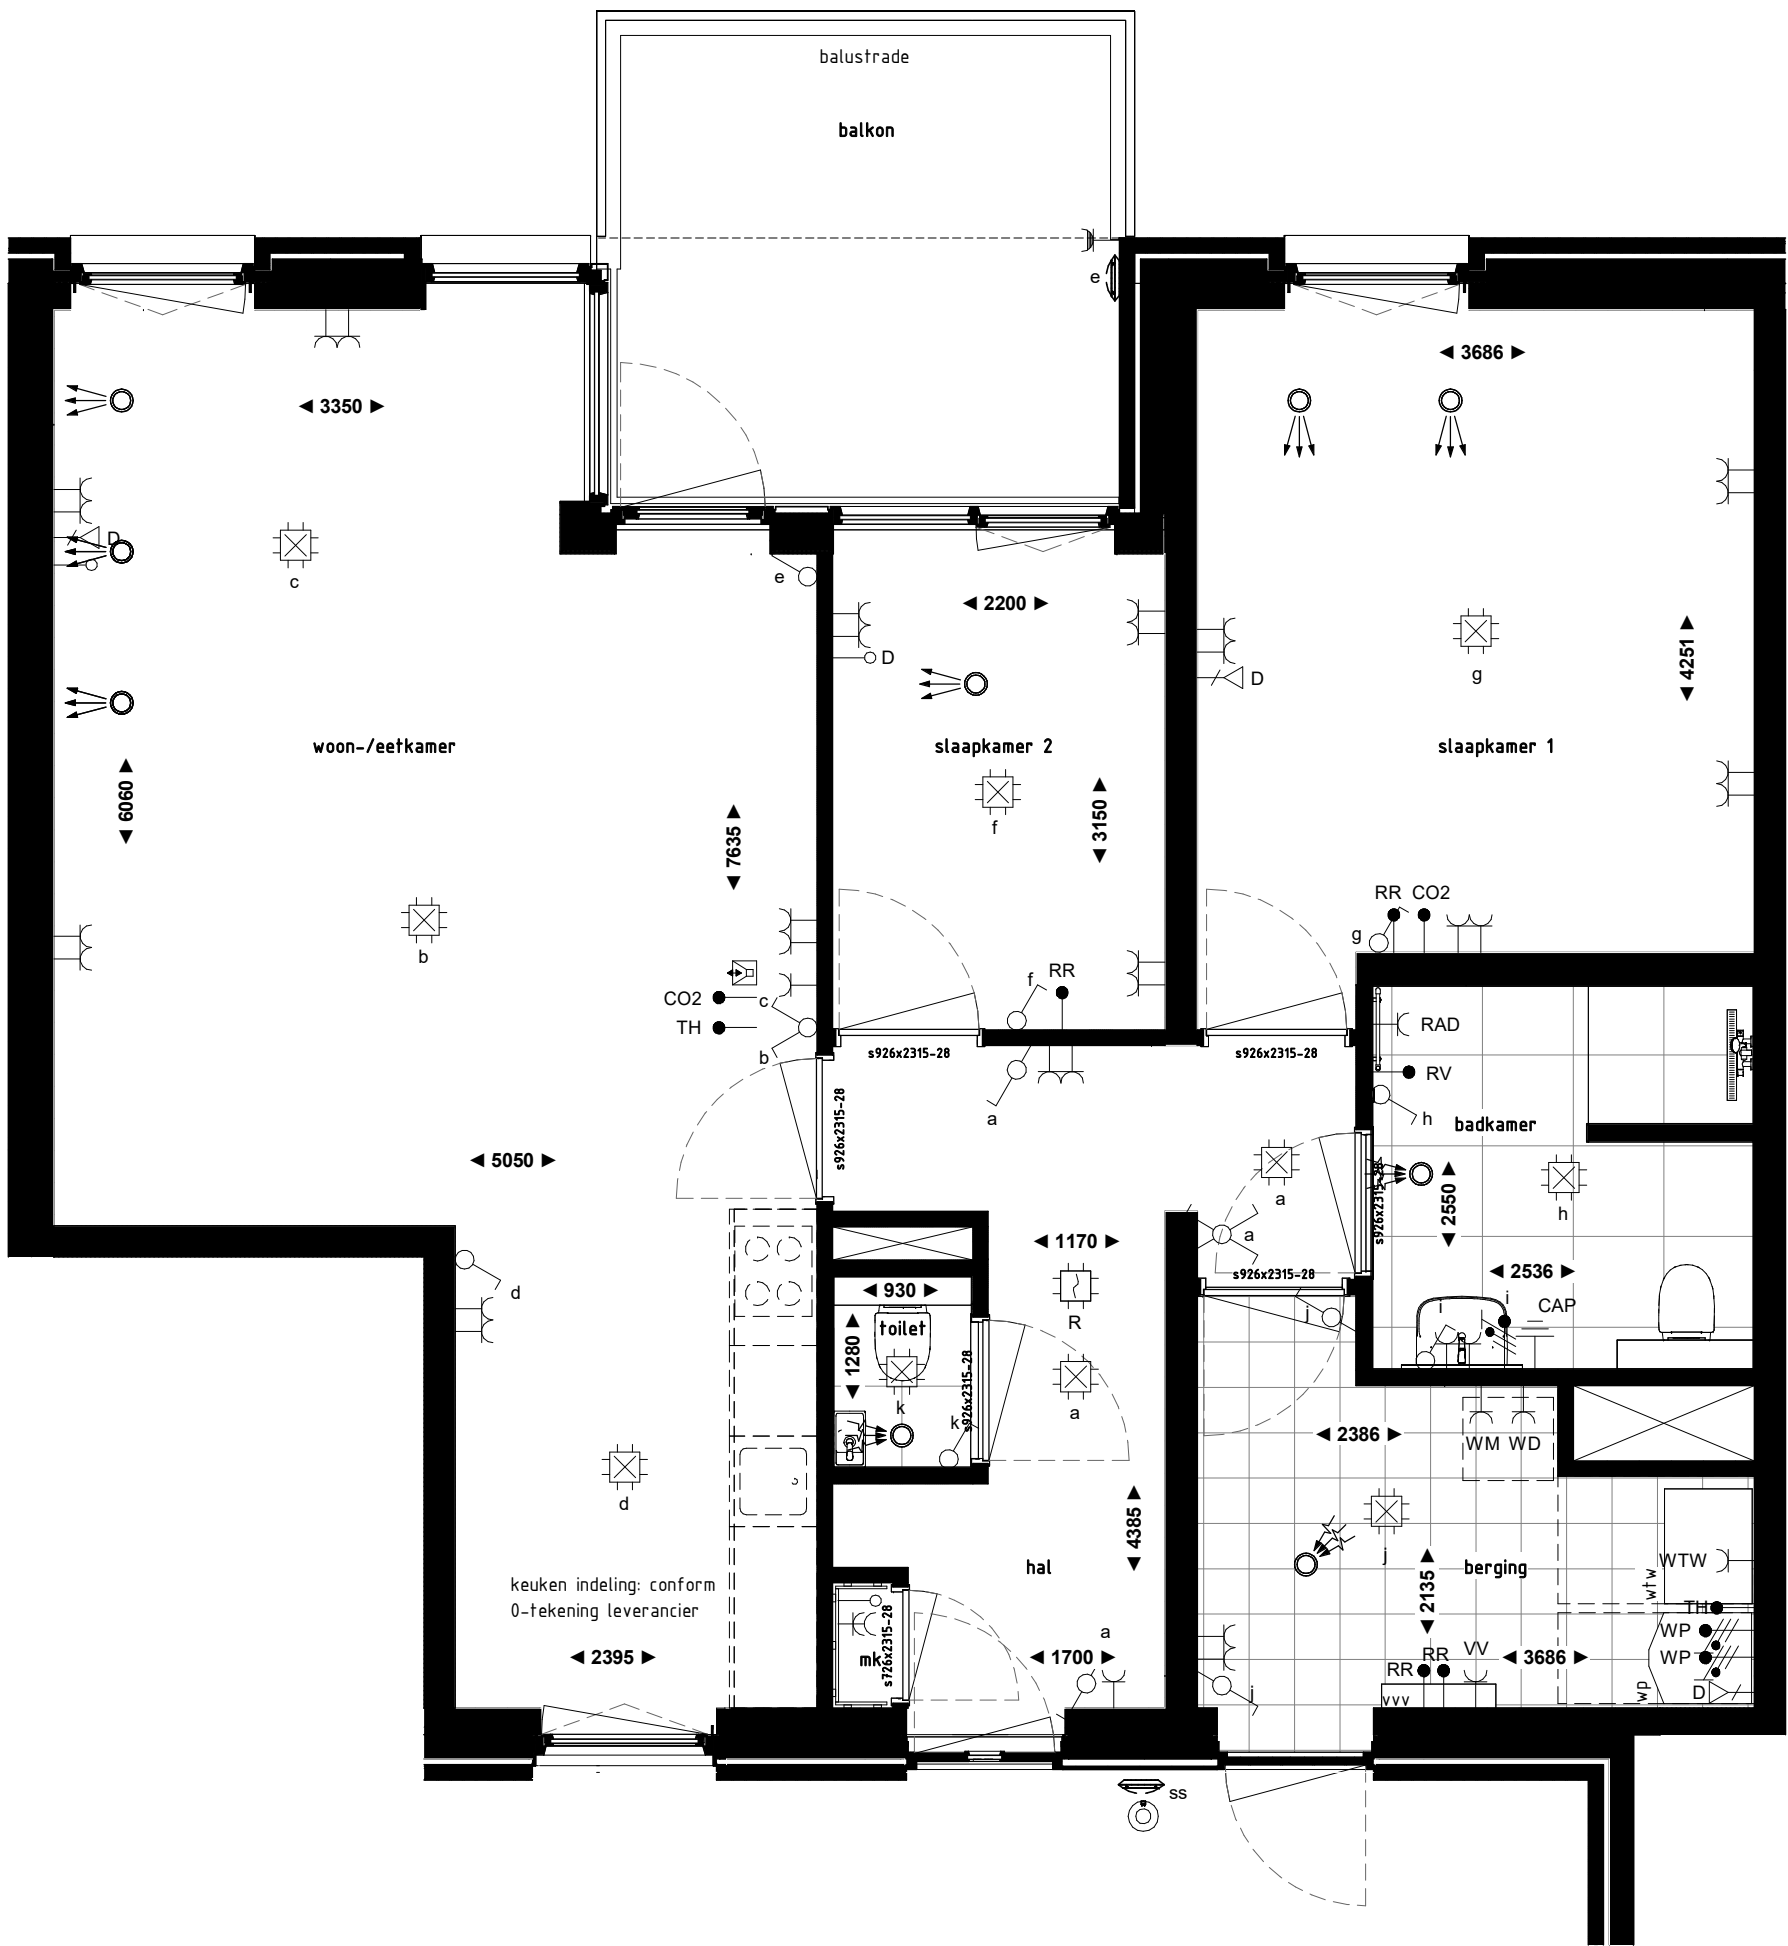 balustrade
balkon
e
3350
3686
D
c
e
2200
D
g
D
4251
woon-/eetkamer
slaapkamer 2
slaapkamer 1
6060
7635
f
3150
b
RR CO2
g
CO2
TH
c
b
f
RR
s926x2315-28
s926x2315-28
s926x2315-28
a
RAD
RV
h
badkamer
5050
a
s926x2315-28
2550
h
1170
a
s926x2315-28
2536
d
930
toilet
1280
k
k
s926x2315-28
R
a
j
i
i
CAP
2386
WM WD
d
4385
j
hal
2135
berging
WTW
wtw
keuken indeling: conform
0-tekening leverancier
2395
mk
s726x2315-28
a
1700
j
RR
RR
VV
vvv
3686
TH
WP
WP
D
wp
ss